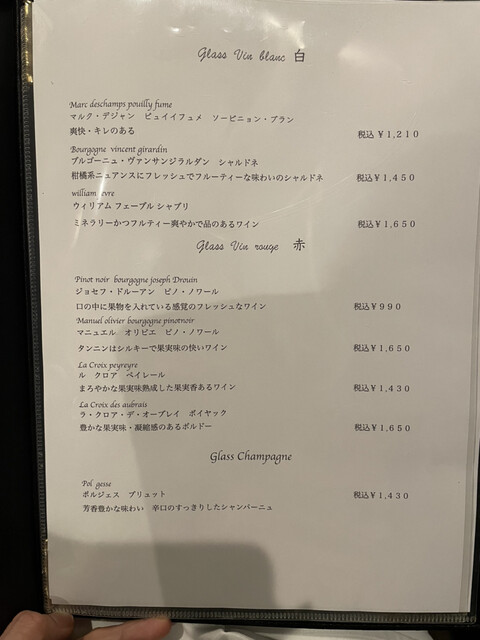 Glass Vin blanc 白
Marc deschamps pouilly fume
マルク・デジャン ピュイイフュメ ソービニョン・ブラン
爽快・キレのある 税込¥1,210
Bourgogne vincent girardin
ブルゴーニュ・ヴァンサンジラルダン シャルドネ
柑橘系ニュアンスにフレッシュでフルーティーな味わいのシャルドネ 税込¥1,450
william evre
ウィリアム フェーブル シャブリ
ミネラリーかつフルティー爽やかで品のあるワイン 税込¥1,650
Glass Vin rouge 赤
Pinot noir bourgogne joseph Drouin
ジョセフ・ドルーアン ピノ・ノワール
口の中に果物を入れている感覚のフレッシュなワイン 税込¥990
Manuel olivier bourgogne pinotnoir
マニュエル オリビエ ピノ・ノワール
タンニンはシルキーで果実味の快いワイン 税込¥1,650
La Croix peyreyre
ル クロア ペイレール
まろやかな果実味熟成した果実香あるワイン 税込¥1,430
La Croix des aubrais
ラ・クロア・デ・オーブレイ ポイヤック
豊かな果実味・凝縮感のあるボルドー 税込¥1,650
Glass Champagne
Pol gesse
ポルジェス ブリュット 税込¥1,430
芳香豊かな味わい 辛口のすっきりしたシャンパーニュ